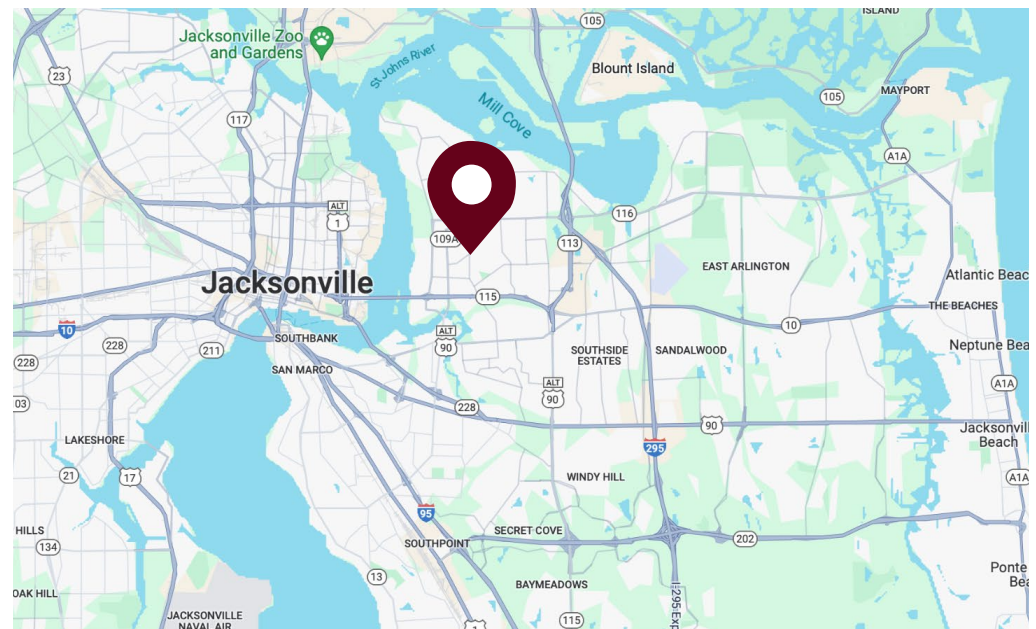 ISLAND
105
Jacksonville Zoo
and Gardens
St Johns River
Blount Island
23
MAYPORT
105
Mill Cove
117
A1A
ALT
1
116
109A
113
EAST ARLINGTON
Atlantic Beac
Jacksonville
115
THE BEACHES
10
10
ALT
90
SOUTHBANK
228
211
Neptune Bea
228
SOUTHSIDE
ESTATES
SANDALWOOD
SAN MARCO
ALT
90
A1A
03
228
90
Jacksonvill
Beach
LAKESHORE
295
21
17
WINDY HILL
A1A
95
HILLS
SECRET COVE
202
134
SOUTHPOINT
Ponte
Bea
13
BAYMEADOWS
I-295 Exp
OAK HILL
JACKSONVILLE
NAVAL AIR
115
1